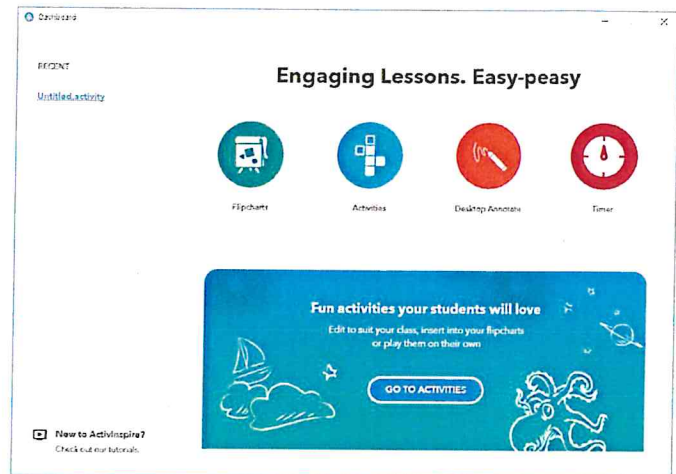 Dashboard
RECENT
Untitled.activity
Engaging Lessons. Easy-peasy
Flipcharts
Activities
Desktop Annotate
Timer
Fun activities your students will love
Edit to suit your class, insert into your flipcharts
or play them on their own
GO TO ACTIVITIES
New to ActivInspire?
Check out our tutorials.